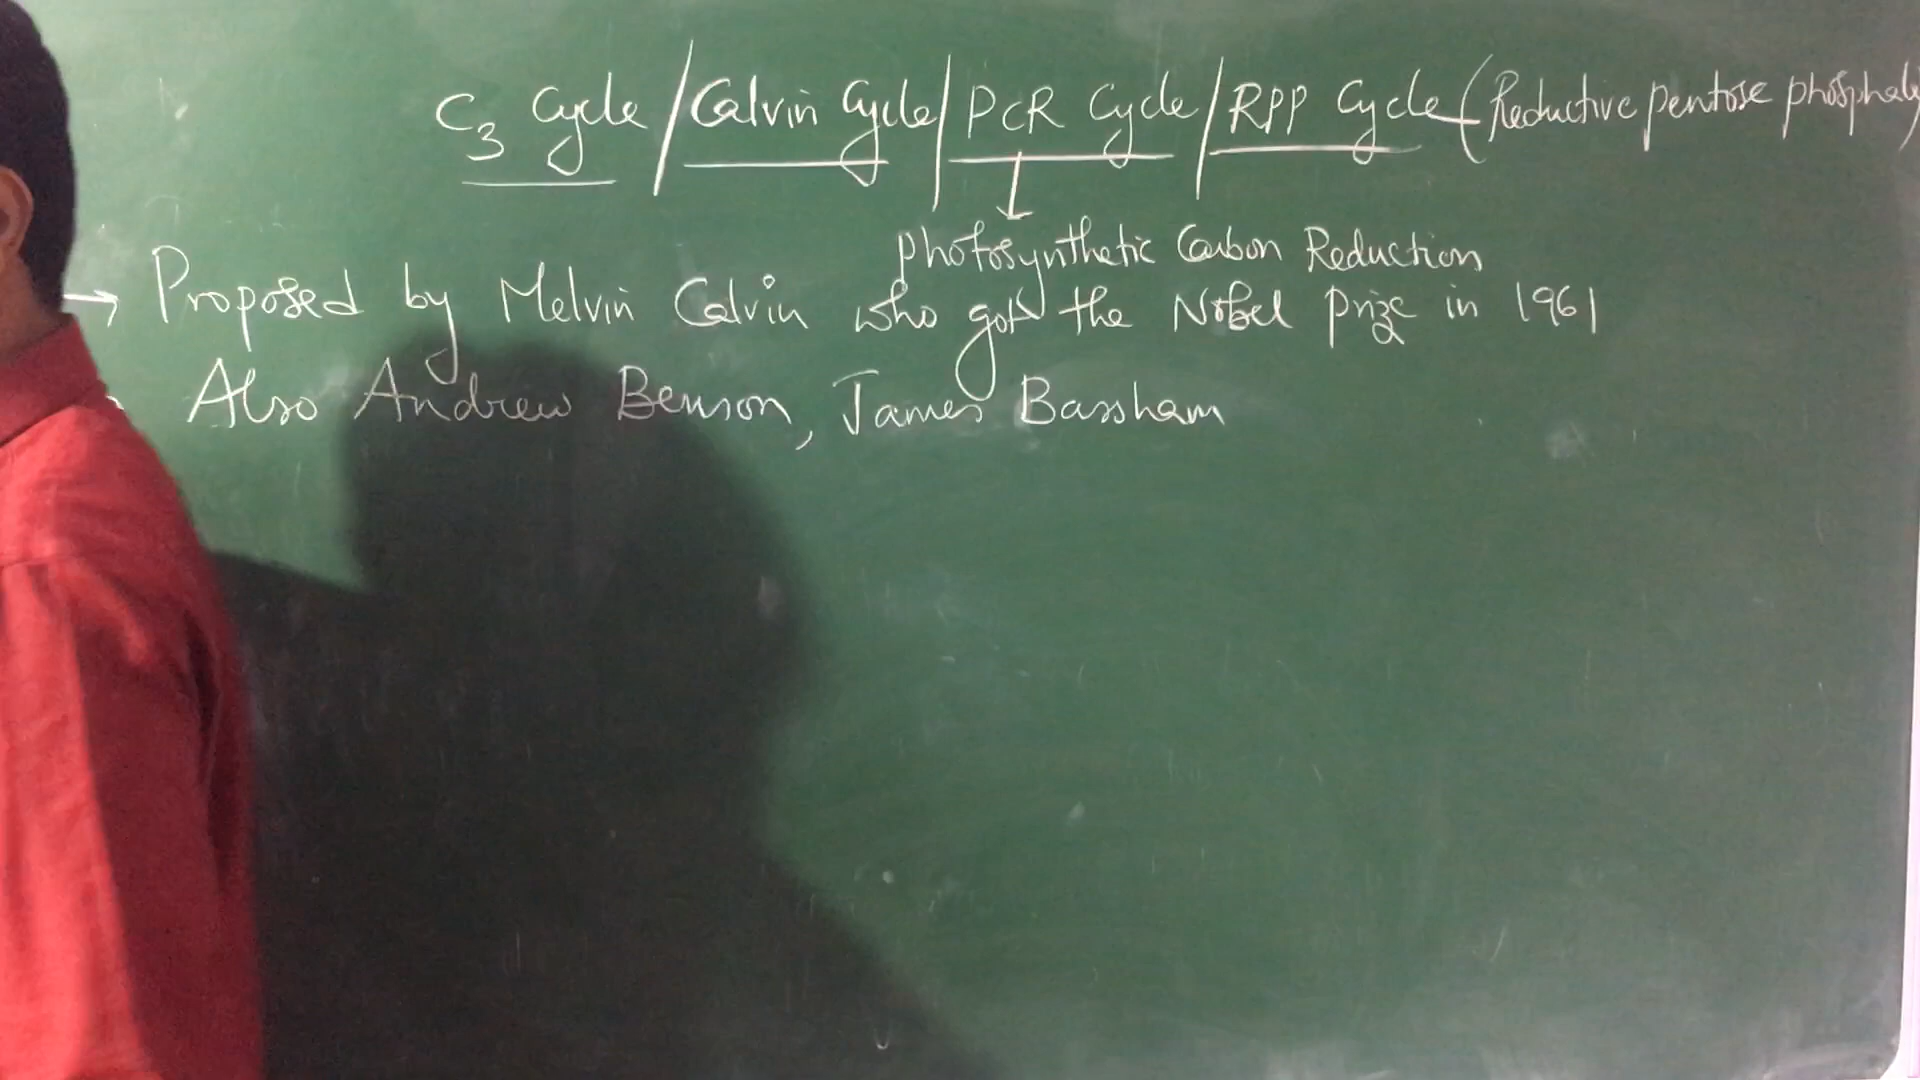 C3 Cycle / Calvin Cycle / PCR Cycle / RPP Cycle (Reductive pentose phosphate)
photosynthetic Carbon Reduction
→ Proposed by Melvin Calvin who got the Nobel prize in 1961
Also Andrew Benson, James Bassham